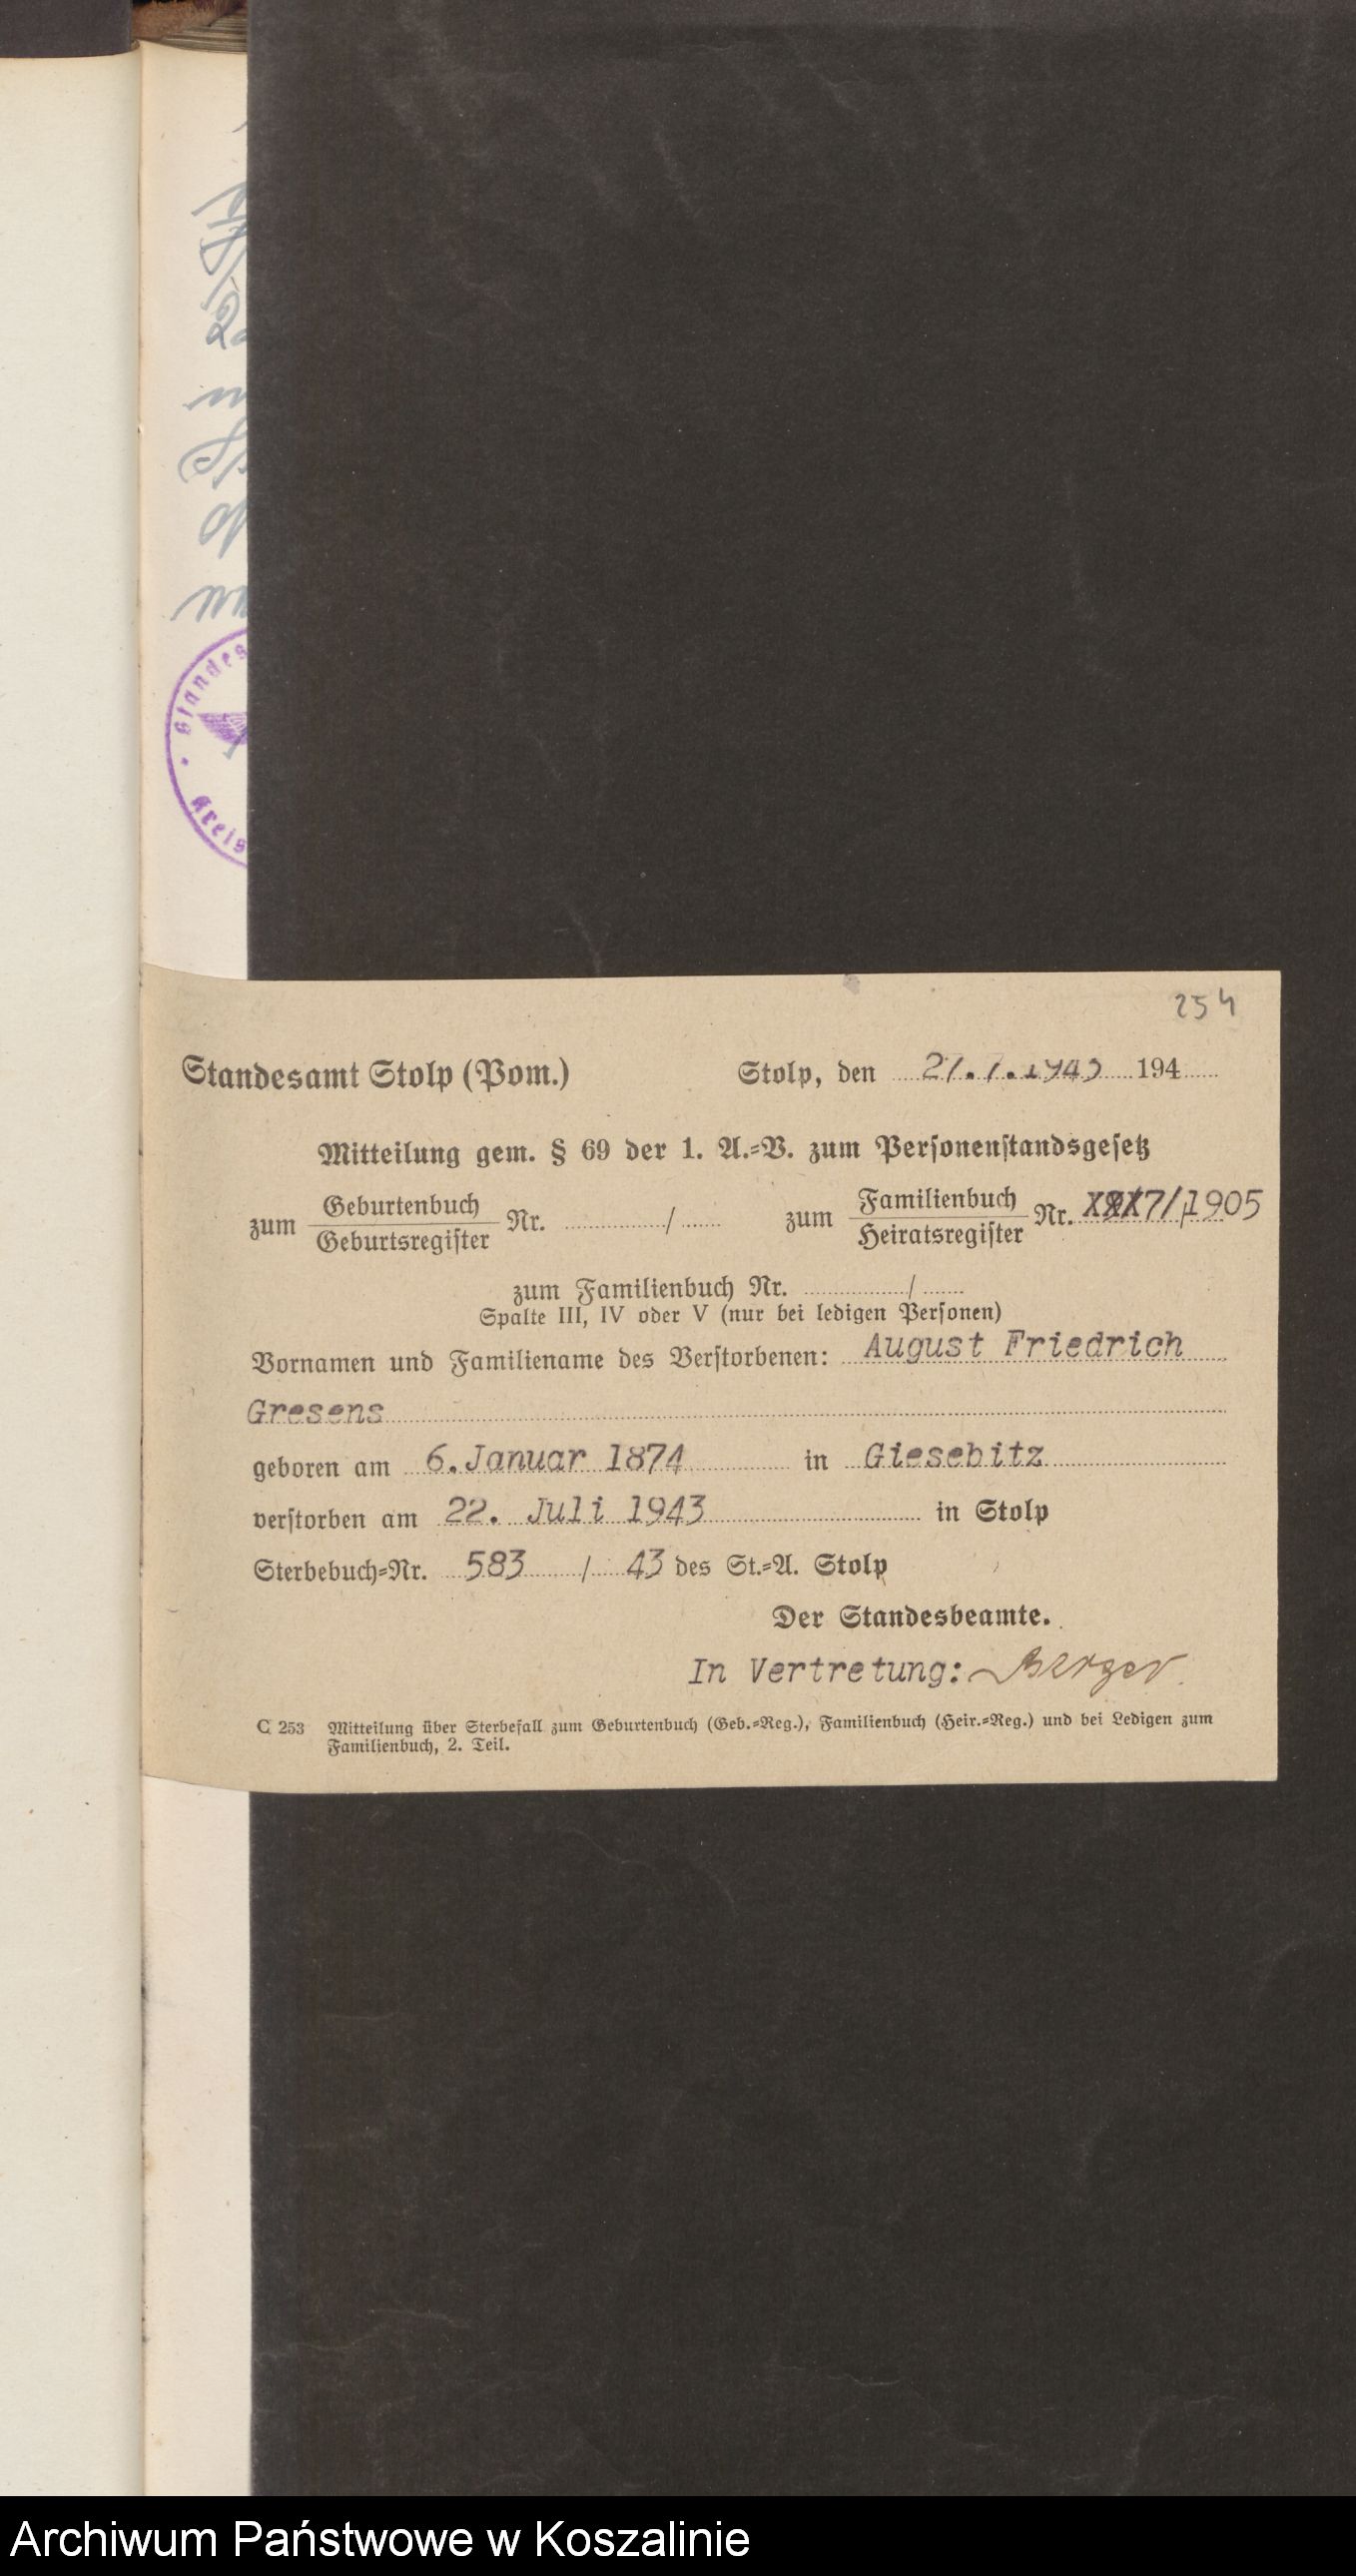 254
Standesamt Stolp (Pom.) Stolp, den 27.7.1943 194
Mitteilung gem. § 69 der 1. A.=V. zum Personenstandsgesetz
zum Geburtenbuch Nr. / zum Familienbuch Nr. 7/1905
Geburtsregister Heiratsregister
zum Familienbuch Nr. /
Spalte III, IV oder V (nur bei ledigen Personen)
Vornamen und Familienname des Verstorbenen: August Friedrich
Gresens
geboren am 6.Januar 1874 in Giesebitz
verstorben am 22. Juli 1943 in Stolp
Sterbebuch=Nr. 583 / 43 des St.=A. Stolp
Der Standesbeamte.
In Vertretung: Berger
C 253 Mitteilung über Sterbefall zum Geburtenbuch (Geb.=Reg.), Familienbuch (Heir.=Reg.) und bei Ledigen zum
Familienbuch, 2. Teil.
Standes
Kreis
Archiwum Państwowe w Koszalinie